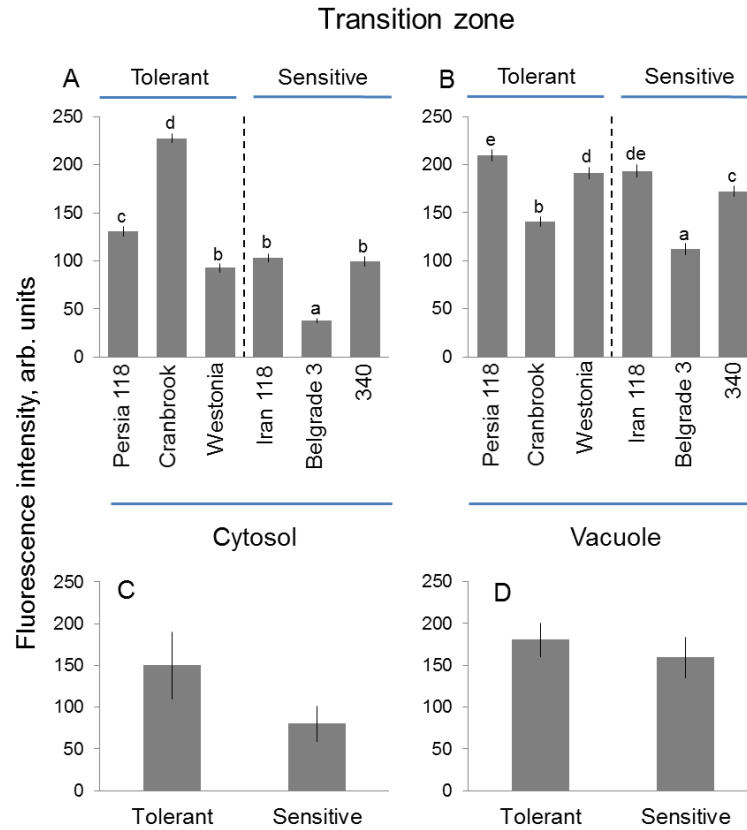 Transition zone
A
Tolerant
Sensitive
250
200
150
100
50
0
c
d
b
b
a
b
Persia 118
Cranbrook
Westonia
Iran 118
Belgrade 3
340
B
Tolerant
Sensitive
250
200
150
100
50
0
e
b
d
de
a
c
Persia 118
Cranbrook
Westonia
Iran 118
Belgrade 3
340
Fluorescence intensity, arb. units
Cytosol
Vacuole
C
250
200
150
100
50
0
Tolerant
Sensitive
D
250
200
150
100
50
0
Tolerant
Sensitive